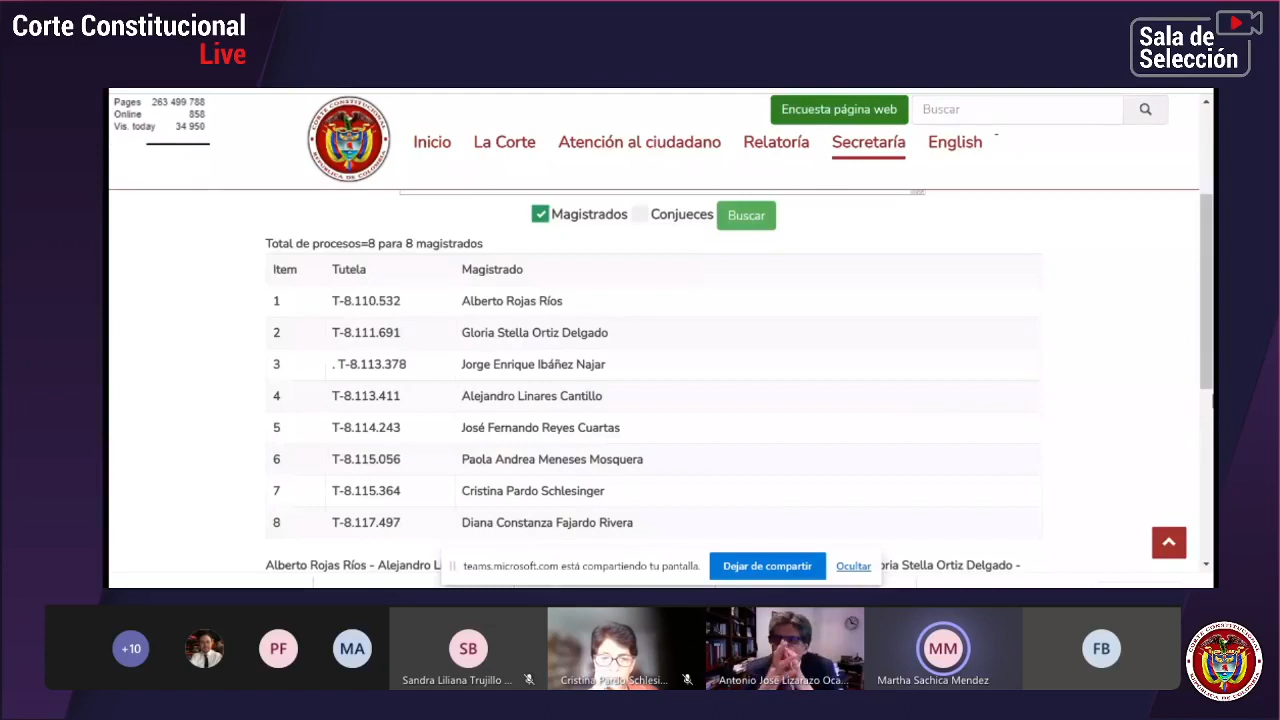 Corte Constitucional
Live
Sala de
Selección
Pages 263 499 788
Online 858
Vis. today 34 950
Encuesta página web
Buscar
Inicio
La Corte
Atención al ciudadano
Relatoría
Secretaría
English
Magistrados
Conjueces
Buscar
Total de procesos=8 para 8 magistrados
Item Tutela Magistrado
1 T-8.110.532 Alberto Rojas Ríos
2 T-8.111.691 Gloria Stella Ortiz Delgado
3 . T-8.113.378 Jorge Enrique Ibáñez Najar
4 T-8.113.411 Alejandro Linares Cantillo
5 T-8.114.243 José Fernando Reyes Cuartas
6 T-8.115.056 Paola Andrea Meneses Mosquera
7 T-8.115.364 Cristina Pardo Schlesinger
8 T-8.117.497 Diana Constanza Fajardo Rivera
Alberto Rojas Ríos - Alejandro Li
oria Stella Ortiz Delgado -
teams.microsoft.com está compartiendo tu pantalla.
Dejar de compartir
Ocultar
+10
PF
MA
SB
MM
FB
Sandra Liliana Trujillo ...
Cristina Pardo Schlesi...
Antonio José Lizarazo Oca...
Martha Sachica Mendez
CORTE CONSTITUCIONAL
REPÚBLICA DE COLOMBIA